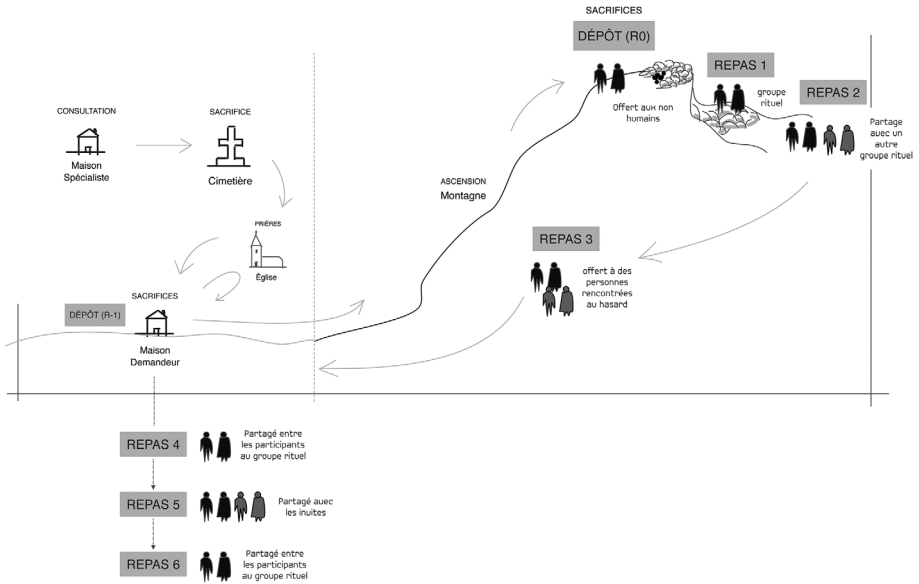 CONSULTATION
Maison
Spécialiste
SACRIFICE
Cimetière
PRIÈRES
Église
DÉPÔT (R-1)
SACRIFICES
Maison
Demandeur
ASCENSION
Montagne
SACRIFICES
DÉPÔT (R0)
Offert aux non
humains
REPAS 1
groupe
rituel
REPAS 2
Partage
avec un
autre
groupe rituel
REPAS 3
offert à des
personnes
rencontrées
au hasard
REPAS 4
Partagé entre
les participants
au groupe rituel
REPAS 5
Partagé avec
les inuites
REPAS 6
Partagé entre
les participants
au groupe rituel